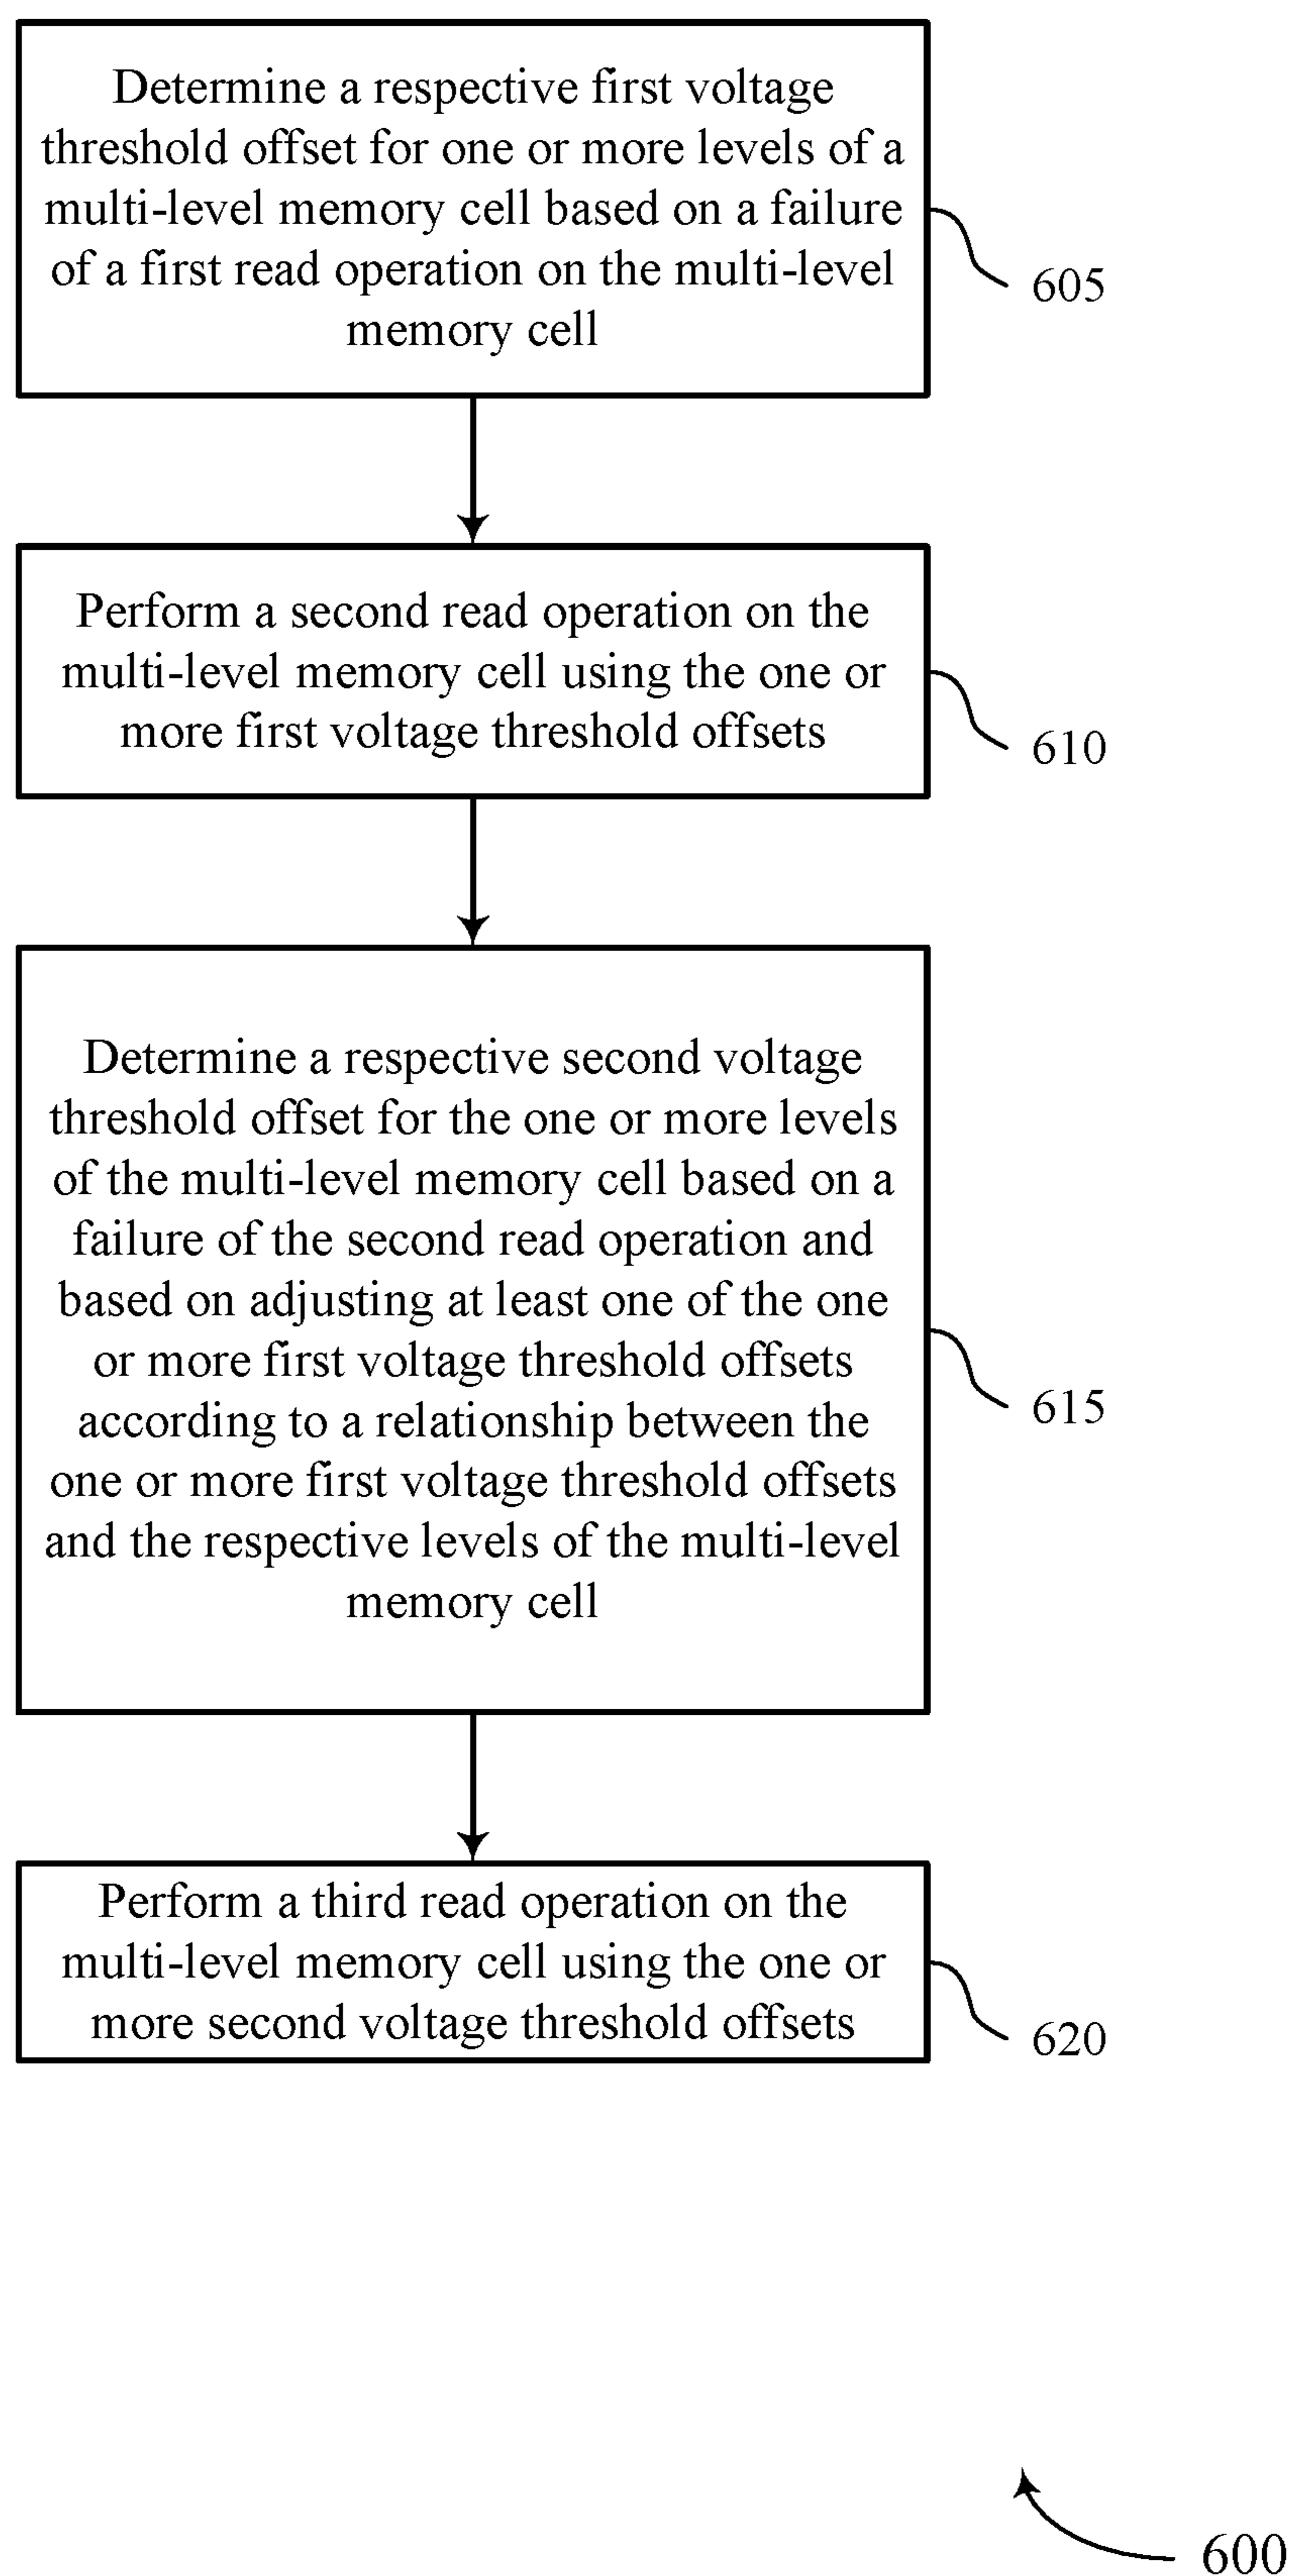 Determine a respective first voltage
threshold offset for one or more levels of a
multi-level memory cell based on a failure
of a first read operation on the multi-level
memory cell
605
Perform a second read operation on the
multi-level memory cell using the one or
more first voltage threshold offsets
610
Determine a respective second voltage
threshold offset for the one or more levels
of the multi-level memory cell based on a
failure of the second read operation and
based on adjusting at least one of the one
or more first voltage threshold offsets
according to a relationship between the
one or more first voltage threshold offsets
and the respective levels of the multi-level
memory cell
615
Perform a third read operation on the
multi-level memory cell using the one or
more second voltage threshold offsets
620
600